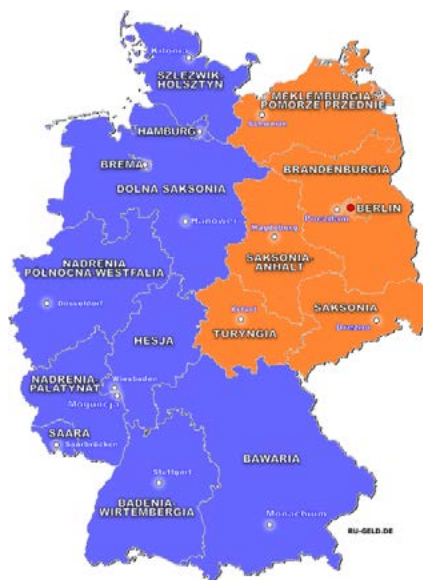 Kilonia
SZLEZWIK-
HOLSZTYN
MEKLEMBURGIA
POMORZE PRZEDNIE
Schwerin
HAMBURG
BREMA
BRANDENBURGIA
DOLNA SAKSONIA
BERLIN
Poczdam
Hanower
Magdeburg
NADRENIA
PÓŁNOCNA-WESTFALIA
SAKSONIA-
ANHALT
Düsseldorf
Erfurt
SAKSONIA
Drezno
TURYNGIA
HESJA
NADRENIA-
PALATYNAT
Wiesbaden
Moguncja
SAARA
Saarbrücken
Stuttgart
BAWARIA
BADENIA-
WIRTEMBERGIA
Monachium
RU-GELD.DE